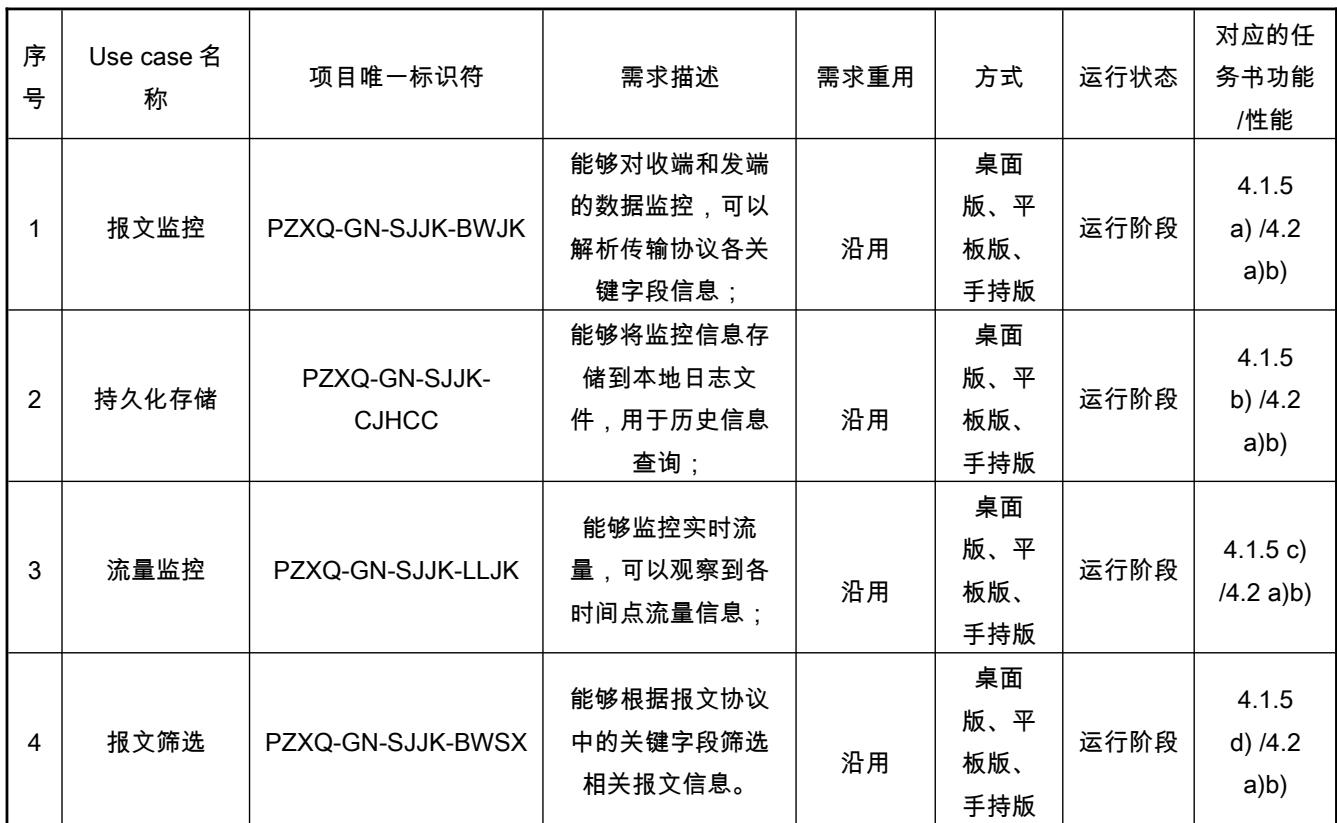 序
号
Use case 名
称
项目唯一标识符
需求描述
需求重用
方式
运行状态
对应的任
务书功能
/性能
1
报文监控
PZXQ-GN-SJJK-BWJK
能够对收端和发端
的数据监控，可以
解析传输协议各关
键字段信息；
沿用
桌面
版、平
板版、
手持版
运行阶段
4.1.5
a) /4.2
a)b)
2
持久化存储
PZXQ-GN-SJJK-
CJHCC
能够将监控信息存
储到本地日志文
件，用于历史信息
查询；
沿用
桌面
版、平
板版、
手持版
运行阶段
4.1.5
b) /4.2
a)b)
3
流量监控
PZXQ-GN-SJJK-LLJK
能够监控实时流
量，可以观察到各
时间点流量信息；
沿用
桌面
版、平
板版、
手持版
运行阶段
4.1.5 c)
/4.2 a)b)
4
报文筛选
PZXQ-GN-SJJK-BWSX
能够根据报文协议
中的关键字段筛选
相关报文信息。
沿用
桌面
版、平
板版、
手持版
运行阶段
4.1.5
d) /4.2
a)b)